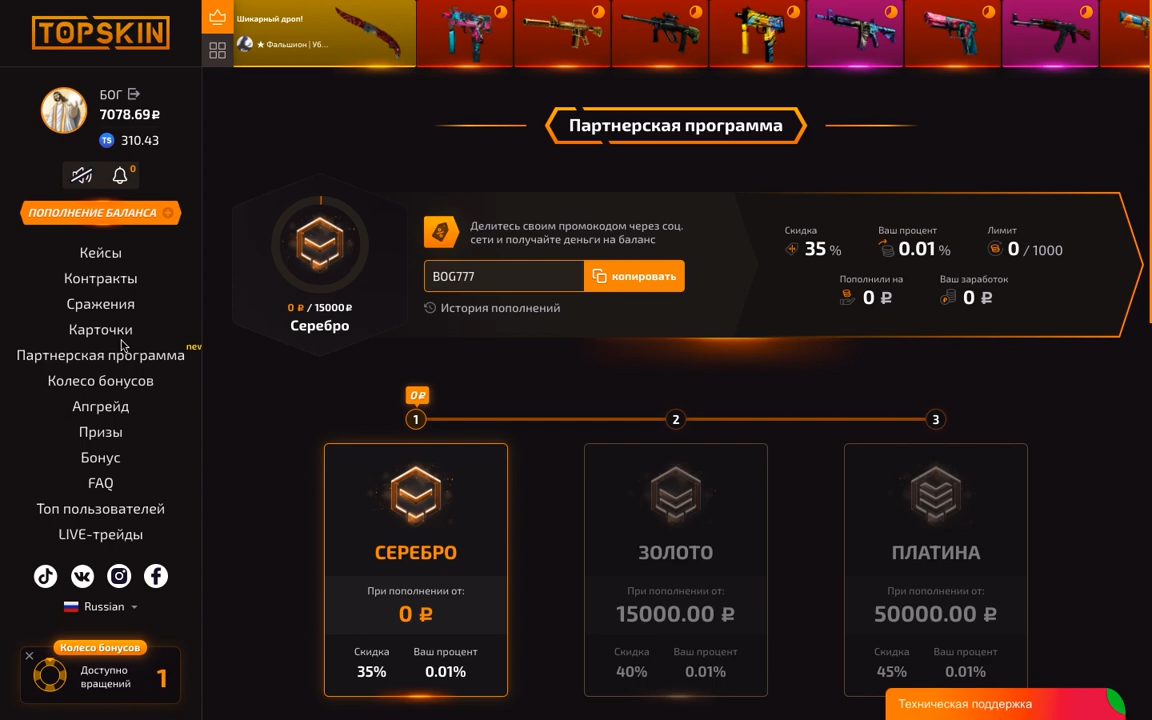 TOPSKIN
Шикарный дроп!
★ Фальшион | Уб...
БОГ
7078.69 ₽
TS 310.43
0
ПОПОЛНЕНИЕ БАЛАНСА
Кейсы
Контракты
Сражения
Карточки
new
Партнерская программа
Колесо бонусов
Апгрейд
Призы
Бонус
FAQ
Топ пользователей
LIVE-трейды
Russian
Колесо бонусов
Доступно
вращений
1
Партнерская программа
0 ₽ / 15000 ₽
Серебро
Делитесь своим промокодом через соц.
сети и получайте деньги на баланс
BOG777
копировать
История пополнений
Скидка
35 %
Ваш процент
0.01 %
Лимит
0 / 1000
Пополнили на
0 ₽
Ваш заработок
0 ₽
0 ₽
1
2
3
СЕРЕБРО
При пополнении от:
0 ₽
Скидка Ваш процент
35% 0.01%
ЗОЛОТО
При пополнении от:
15000.00 ₽
Скидка Ваш процент
40% 0.01%
ПЛАТИНА
При пополнении от:
50000.00 ₽
Скидка Ваш процент
45% 0.01%
Техническая поддержка